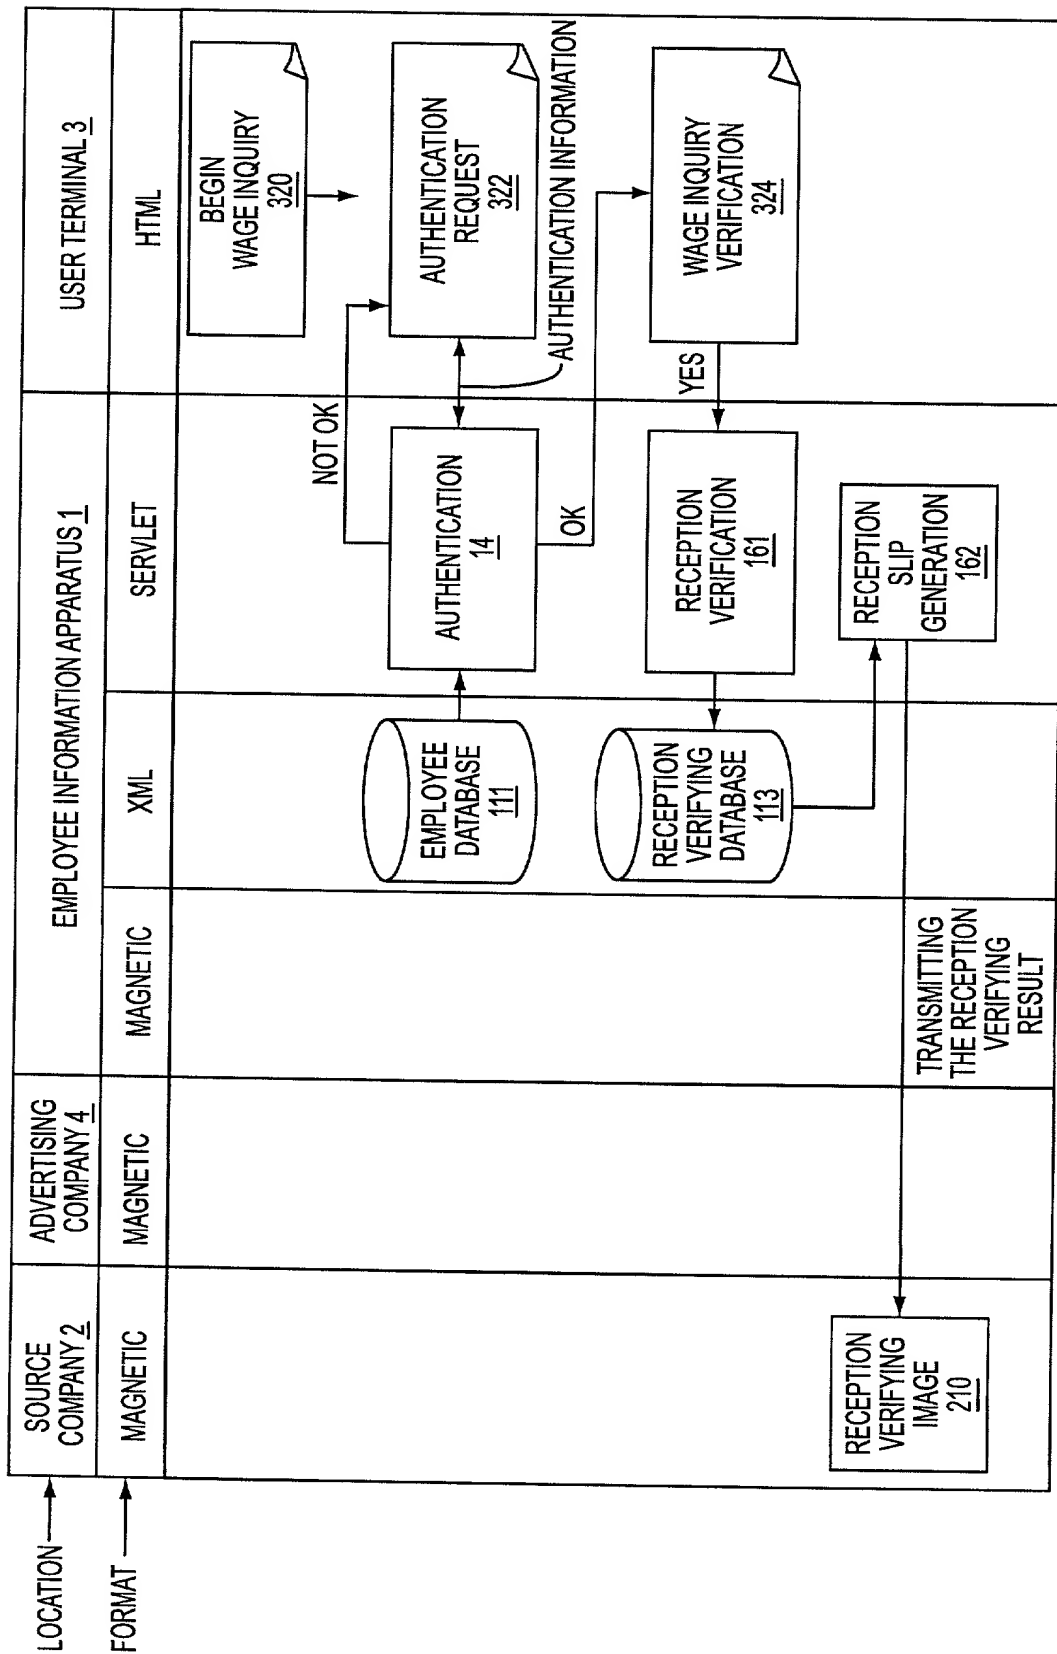 LOCATION
SOURCE
COMPANY 2
ADVERTISING
COMPANY 4
EMPLOYEE INFORMATION APPARATUS 1
USER TERMINAL 3
FORMAT
MAGNETIC
MAGNETIC
MAGNETIC
XML
SERVLET
HTML
BEGIN
WAGE INQUIRY
320
NOT OK
EMPLOYEE
DATABASE
111
AUTHENTICATION
14
AUTHENTICATION
REQUEST
322
AUTHENTICATION INFORMATION
OK
RECEPTION
VERIFYING
DATABASE
113
RECEPTION
VERIFICATION
161
YES
WAGE INQUIRY
VERIFICATION
324
RECEPTION
VERIFYING
IMAGE
210
RECEPTION
SLIP
GENERATION
162
TRANSMITTING
THE RECEPTION
VERIFYING
RESULT